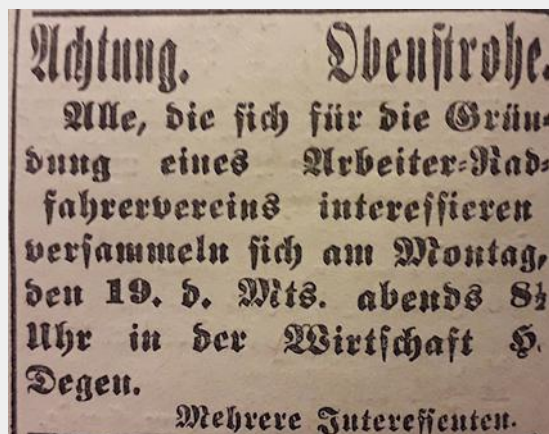 Achtung. Obenstrohe.
Alle, die sich für die Grün-
dung eines Arbeiter-Rad-
fahrervereins interessieren
versammeln sich am Montag,
den 19. d. Mts. abends 8½
Uhr in der Wirtschaft H.
Degen.
Mehrere Interessenten.